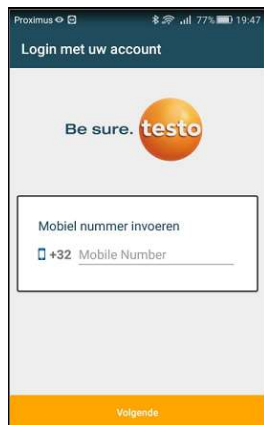 Proximus 77% 19:47
Login met uw account
Be sure. testo
Mobiel nummer invoeren
+32 Mobile Number
Volgende